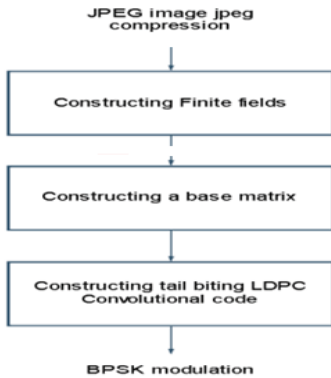 JPEG image jpeg
compression
Constructing Finite fields
Constructing a base matrix
Constructing tail biting LDPC
Convolutional code
BPSK modulation